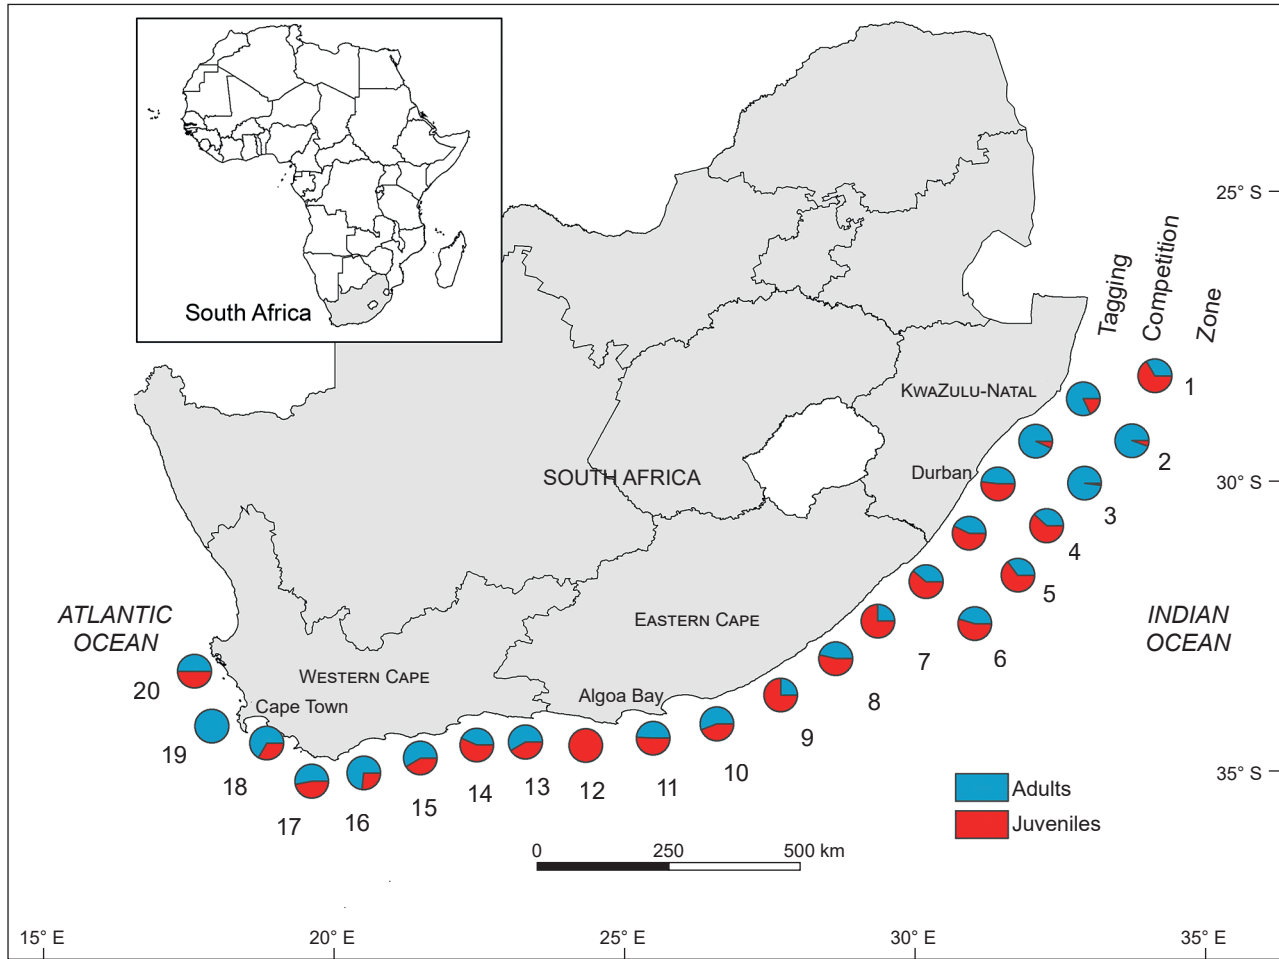 South Africa
25° S
Tagging
Competition
Zone
1
KwaZulu-Natal
2
Durban
SOUTH AFRICA
30° S
3
4
5
ATLANTIC
OCEAN
Eastern Cape
INDIAN
OCEAN
6
7
Western Cape
20
Algoa Bay
8
Cape Town
9
19
10
35° S
18
13
12
11
14
15
16
17
Adults
Juveniles
0
250
500 km
15° E
20° E
25° E
30° E
35° E